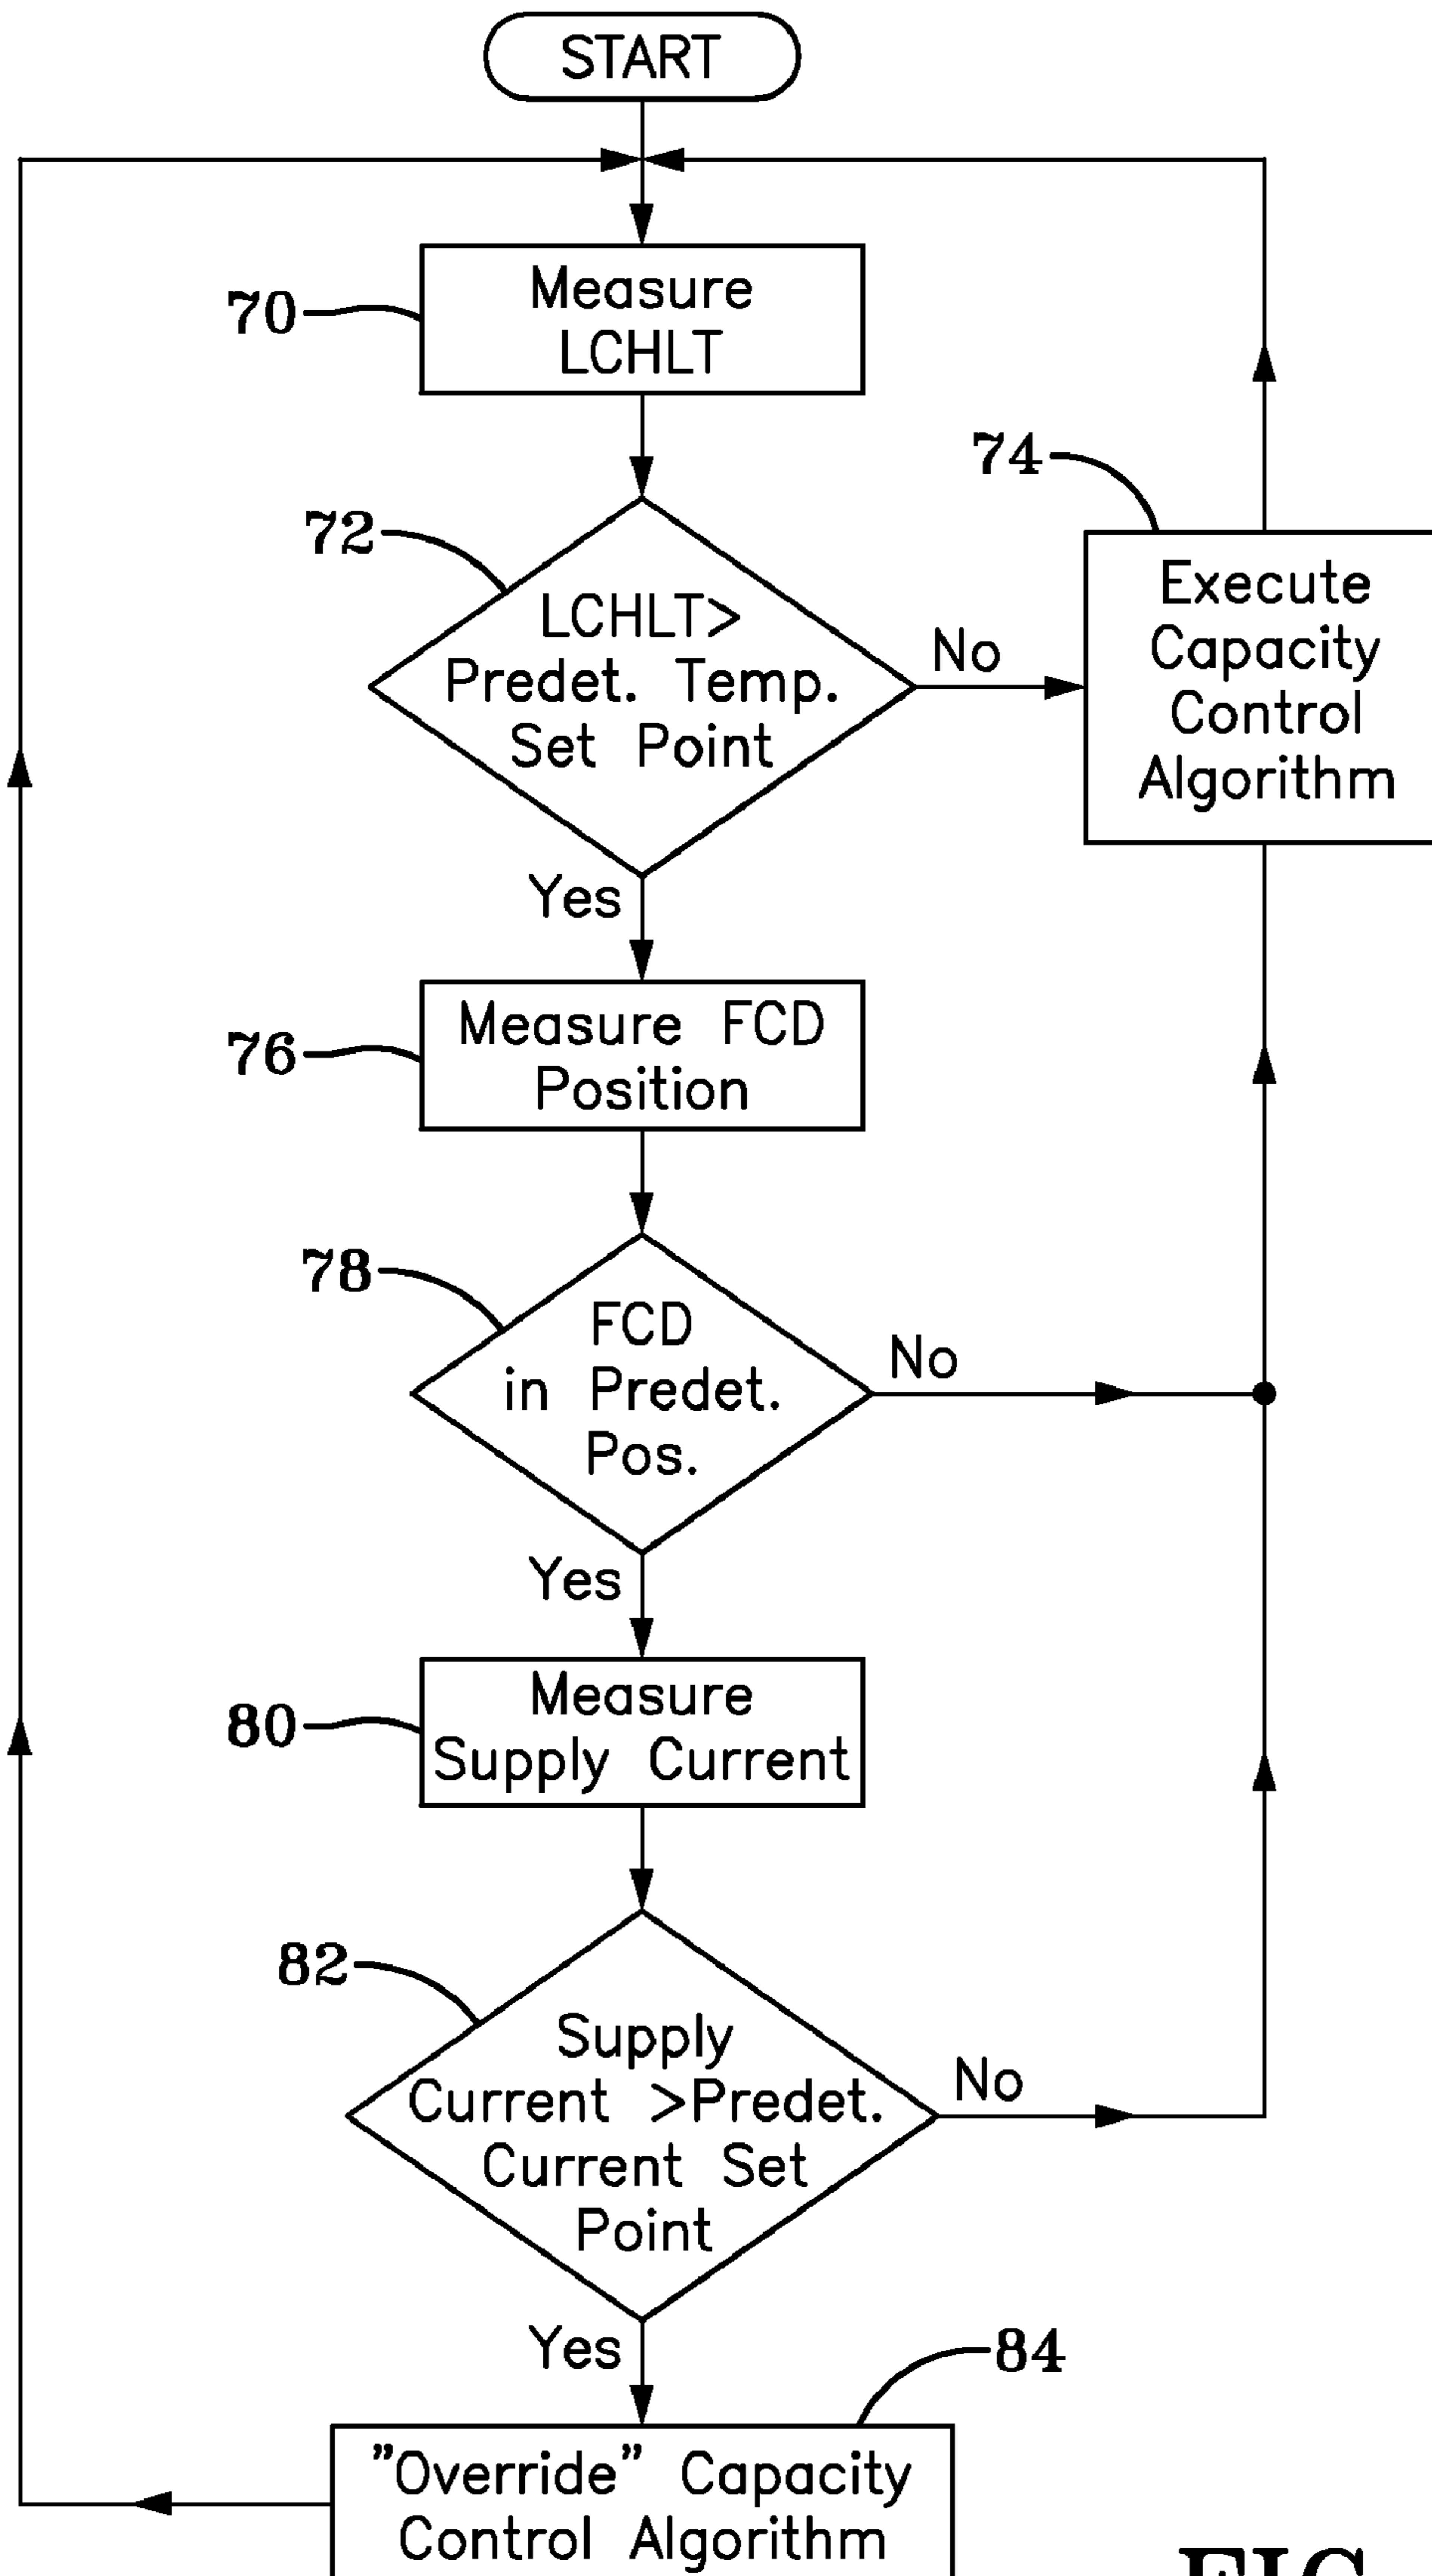 START
Measure
LCHLT
70
72
LCHLT>
Predet. Temp.
Set Point
No
74
Execute
Capacity
Control
Algorithm
Yes
76
Measure FCD
Position
78
FCD
in Predet.
Pos.
No
Yes
80
Measure
Supply Current
82
Supply
Current >Predet.
Current Set
Point
No
Yes
84
"Override" Capacity
Control Algorithm